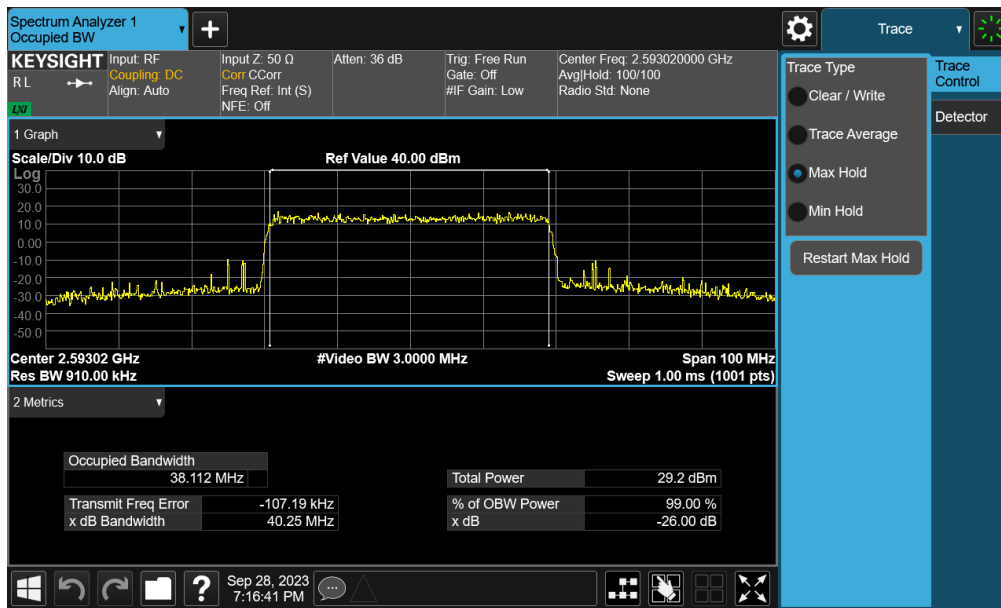 Spectrum Analyzer 1
Occupied BW
+
Trace
KEYSIGHT
R L
LXI
Input: RF
Coupling: DC
Align: Auto
Input Z: 50 Ω
Corr CCorr
Freq Ref: Int (S)
NFE: Off
Atten: 36 dB
Trig: Free Run
Gate: Off
#IF Gain: Low
Center Freq: 2.593020000 GHz
Avg|Hold: 100/100
Radio Std: None
Trace Type
Clear / Write
Trace Average
Max Hold
Min Hold
Restart Max Hold
Trace
Control
Detector
1 Graph
Scale/Div 10.0 dB
Ref Value 40.00 dBm
Log
30.0
20.0
10.0
0.00
-10.0
-20.0
-30.0
-40.0
-50.0
Center 2.59302 GHz
#Video BW 3.0000 MHz
Span 100 MHz
Res BW 910.00 kHz
Sweep 1.00 ms (1001 pts)
2 Metrics
Occupied Bandwidth
38.112 MHz
Total Power 29.2 dBm
Transmit Freq Error -107.19 kHz
% of OBW Power 99.00 %
x dB Bandwidth 40.25 MHz
x dB -26.00 dB
?
Sep 28, 2023
7:16:41 PM